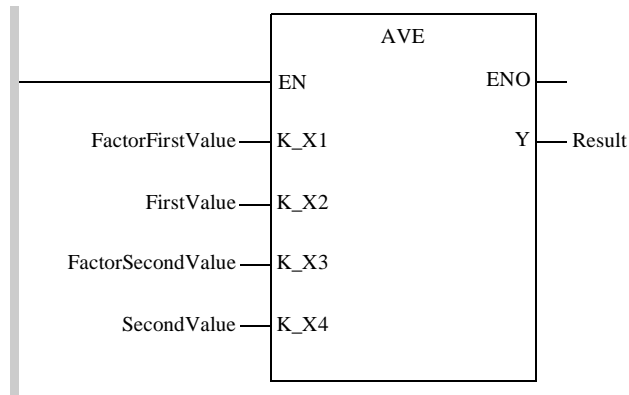 AVE
EN ENO
FactorFirstValue K_X1 Y Result
FirstValue K_X2
FactorSecondValue K_X3
SecondValue K_X4